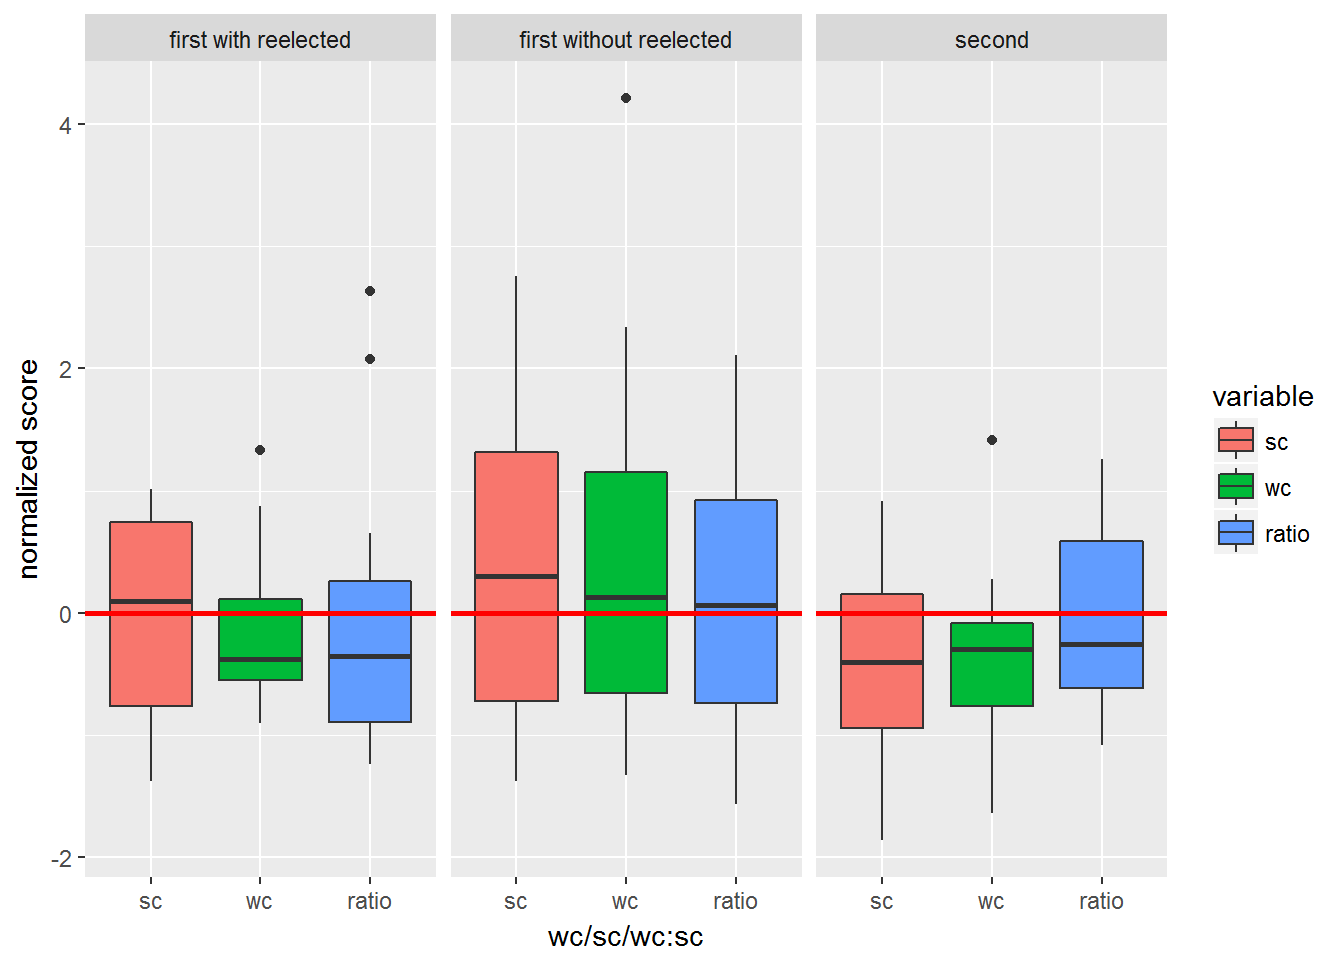 first with reelected
first without reelected
second
4
2
0
-2
normalized score
sc
wc
ratio
sc
wc
ratio
sc
wc
ratio
wc/sc/wc:sc
variable
sc
wc
ratio